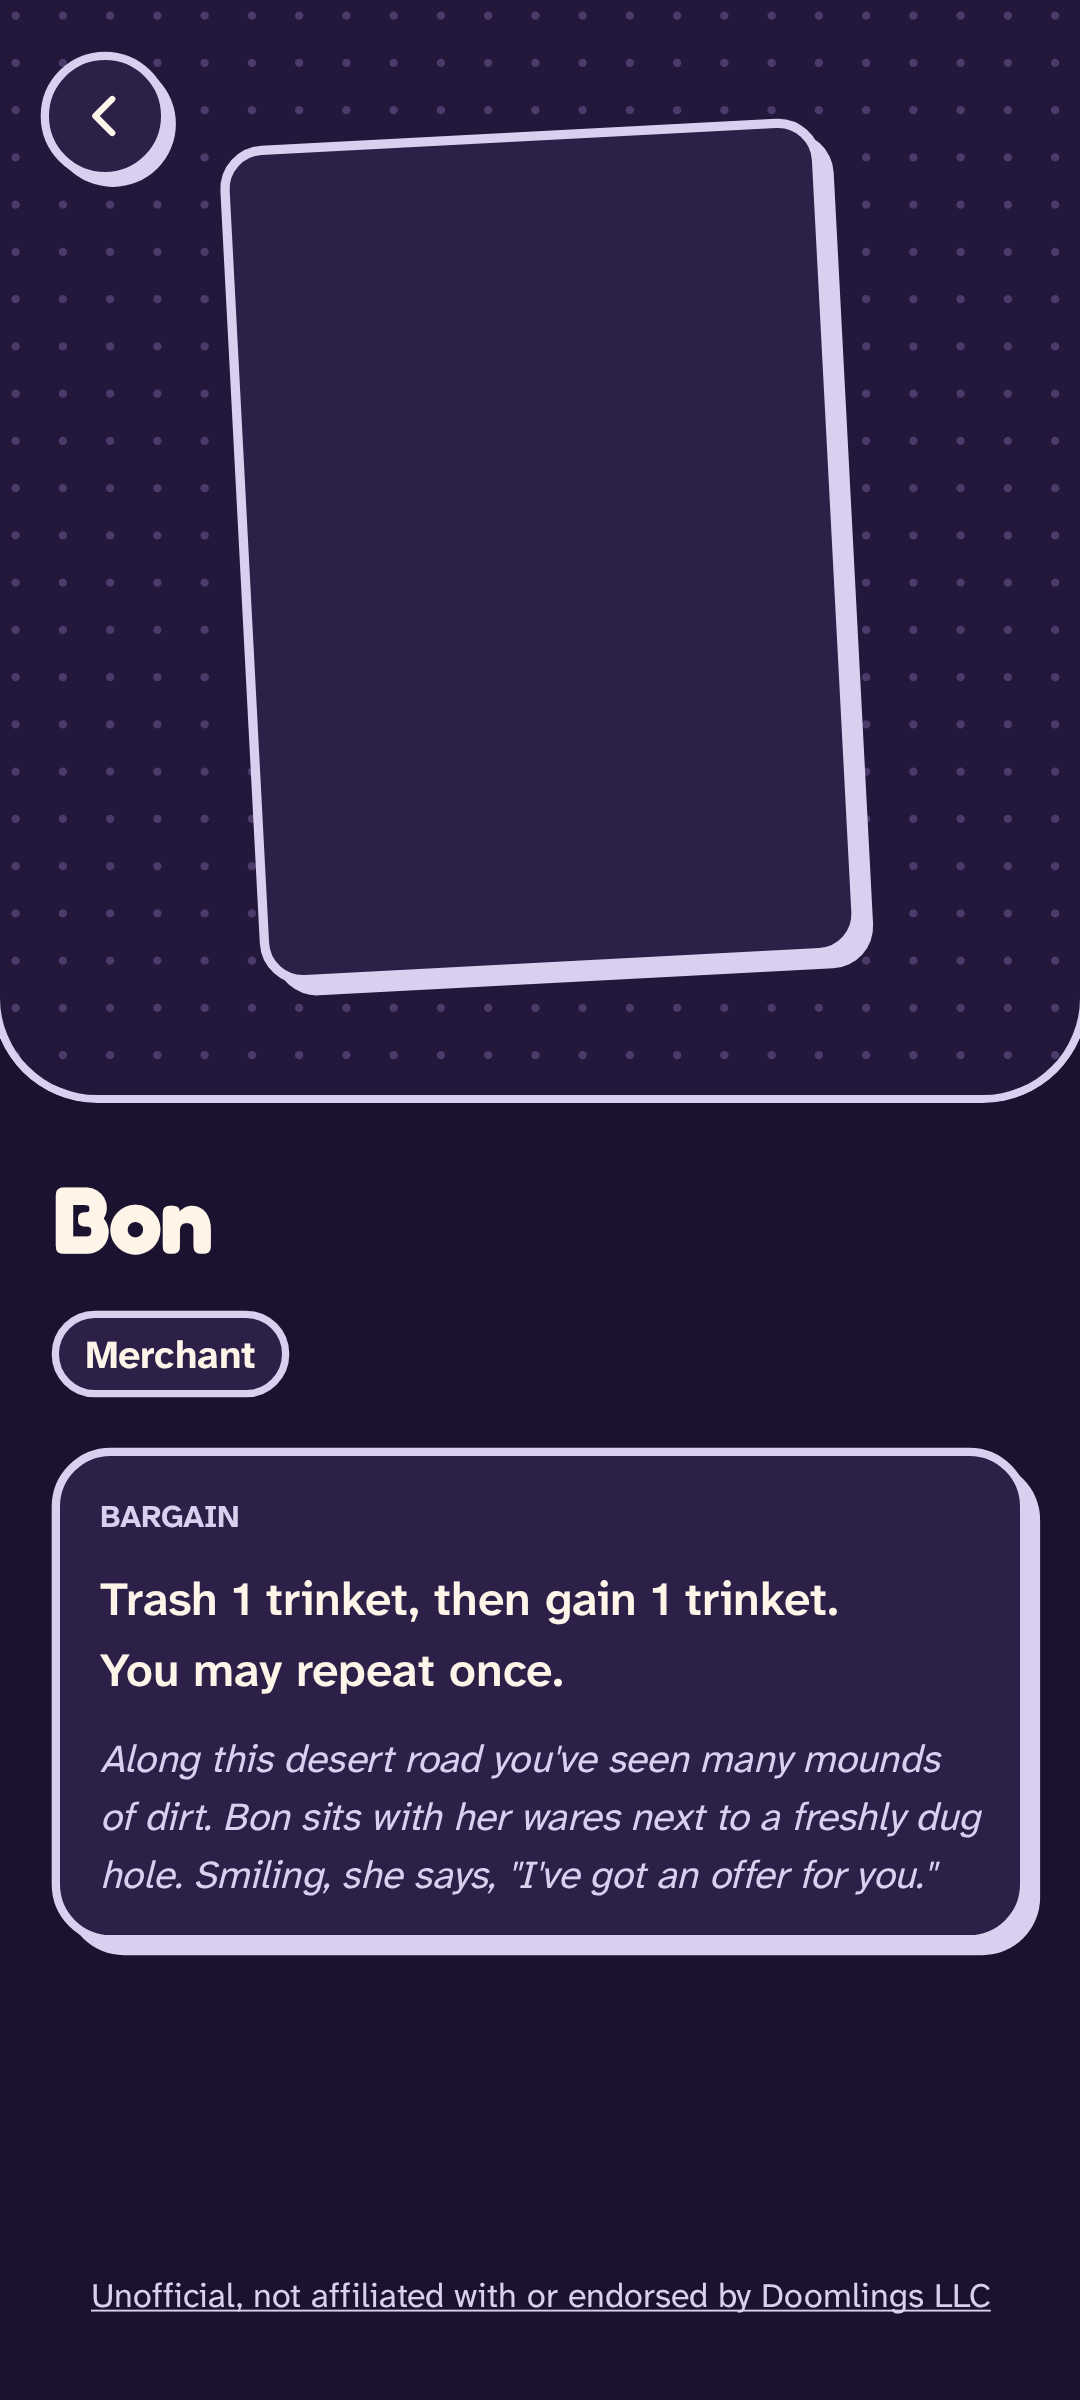 Bon
Merchant
BARGAIN
Trash 1 trinket, then gain 1 trinket.
You may repeat once.
Along this desert road you've seen many mounds
of dirt. Bon sits with her wares next to a freshly dug
hole. Smiling, she says, "I've got an offer for you."
Unofficial, not affiliated with or endorsed by Doomlings LLC